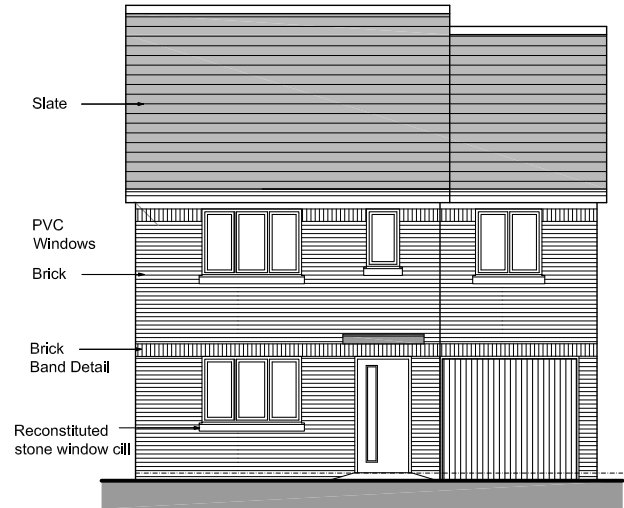 Slate
PVC
Windows
Brick
Brick
Band Detail
Reconstituted
stone window cill